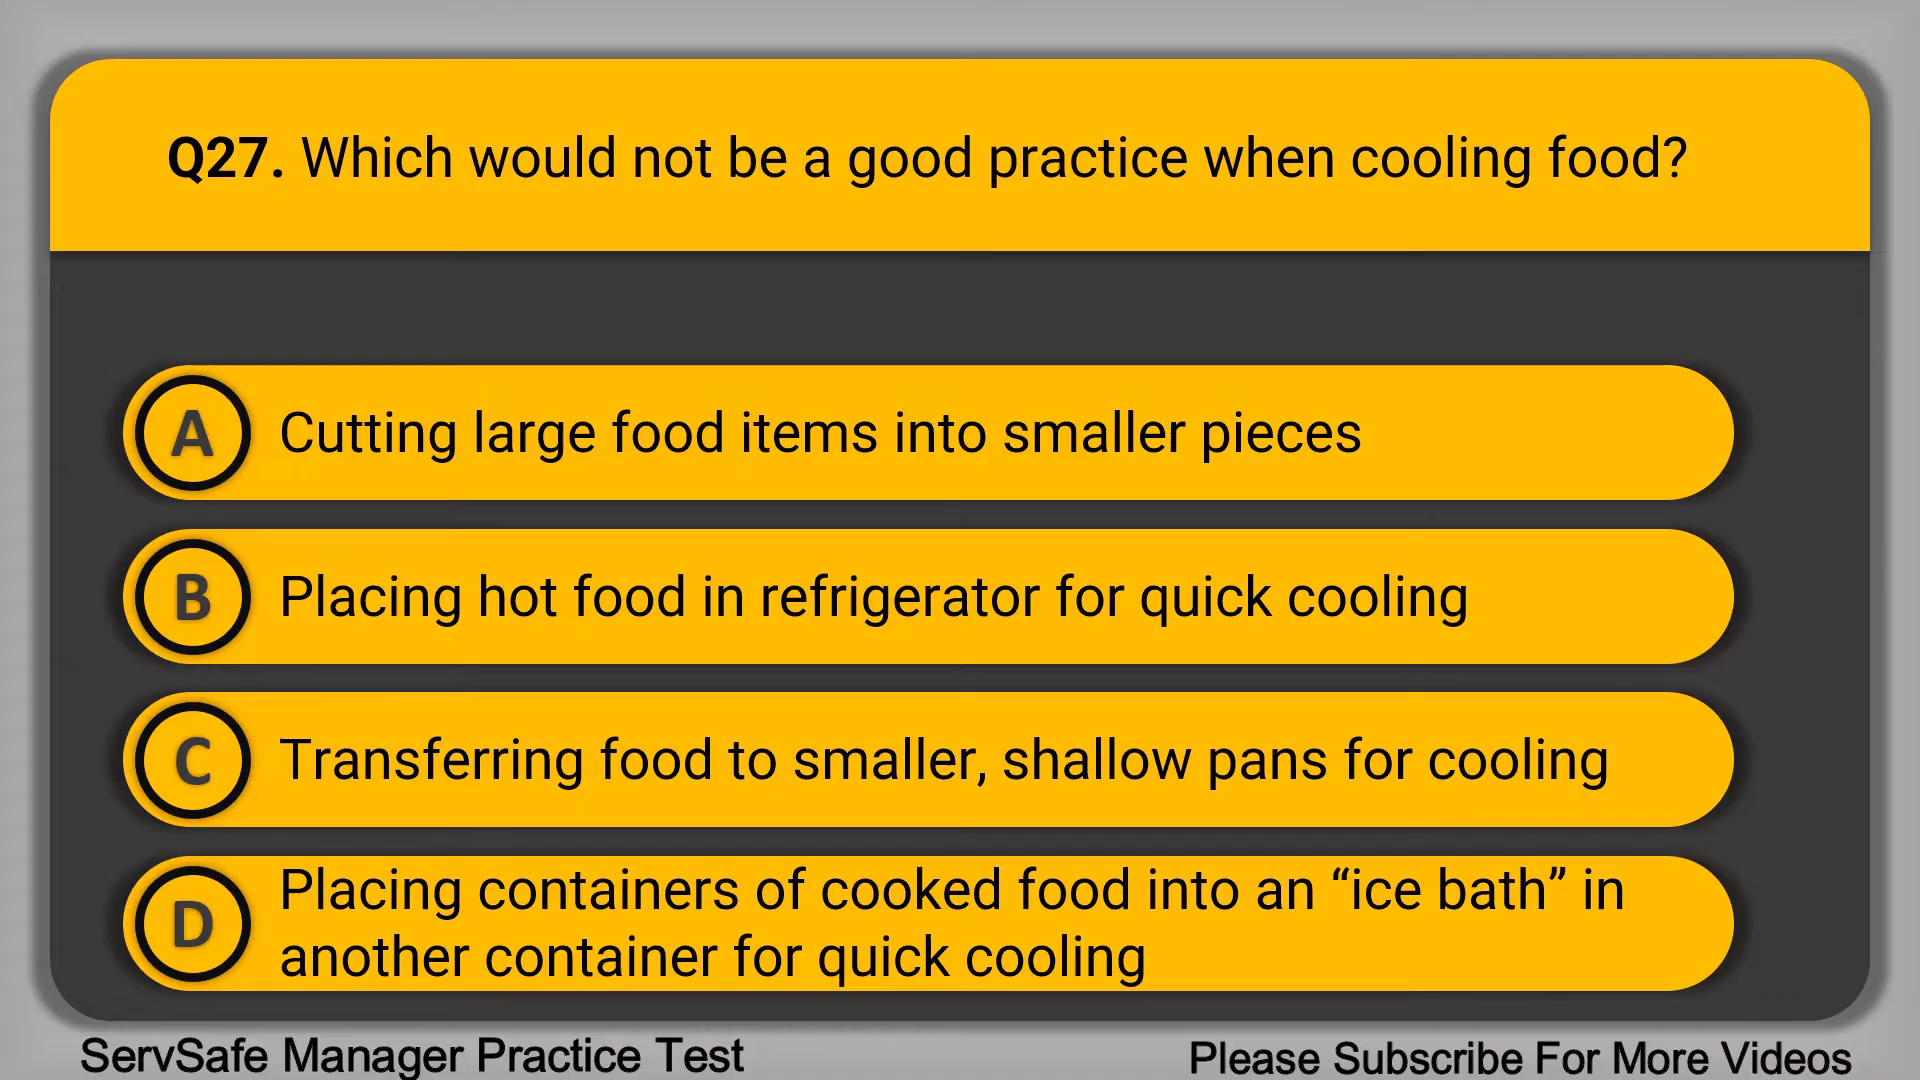 Q27. Which would not be a good practice when cooling food?
A Cutting large food items into smaller pieces
B Placing hot food in refrigerator for quick cooling
C Transferring food to smaller, shallow pans for cooling
D Placing containers of cooked food into an “ice bath” in
another container for quick cooling
ServSafe Manager Practice Test
Please Subscribe For More Videos